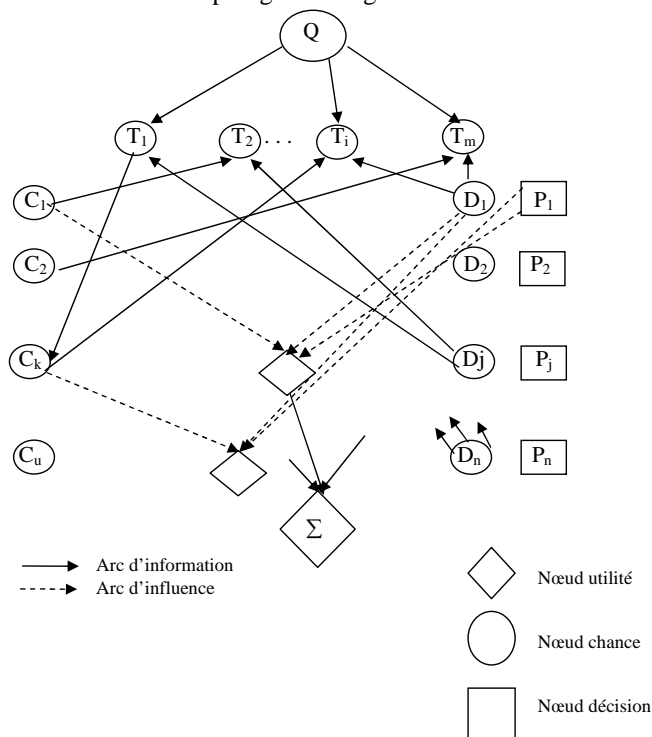 Q
T1 T2 . . . Ti Tm
C1 D1 P1
C2 D2 P2
Ck Dj Pj
Cu Dn Pn
Σ
Arc d’information
Arc d’influence
Nœud utilité
Nœud chance
Nœud décision